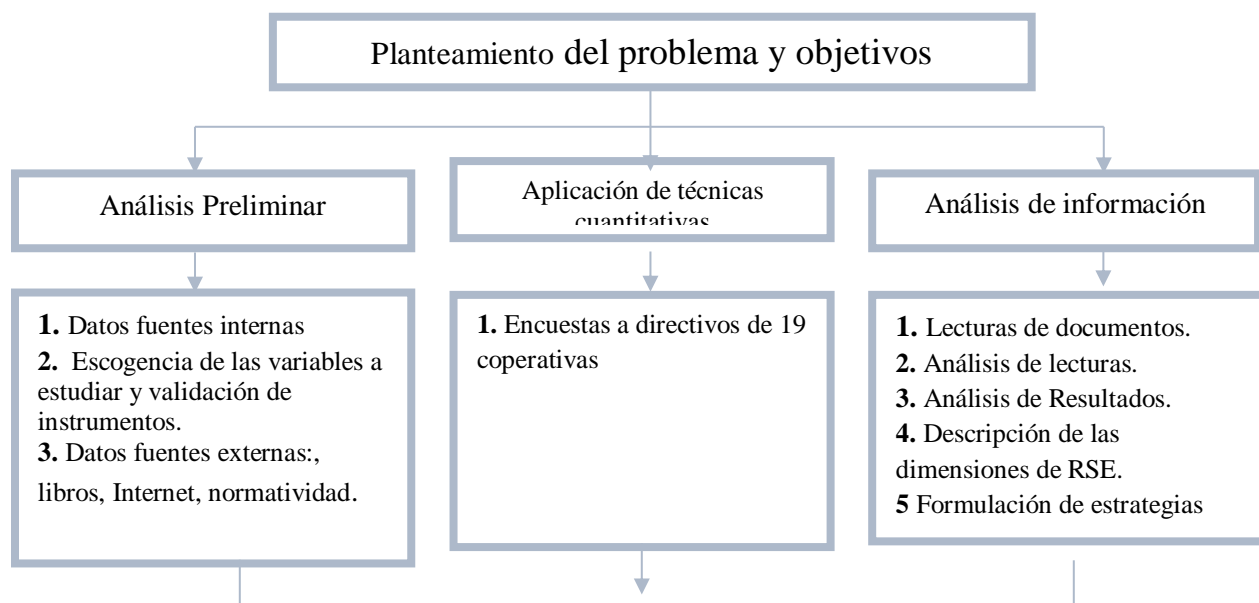 Planteamiento del problema y objetivos
Análisis Preliminar
Aplicación de técnicas
cuantitativas
Análisis de información
1. Datos fuentes internas
2. Escogencia de las variables a
estudiar y validación de
instrumentos.
3. Datos fuentes externas:,
libros, Internet, normatividad.
1. Encuestas a directivos de 19
coperativas
1. Lecturas de documentos.
2. Análisis de lecturas.
3. Análisis de Resultados.
4. Descripción de las
dimensiones de RSE.
5 Formulación de estrategias